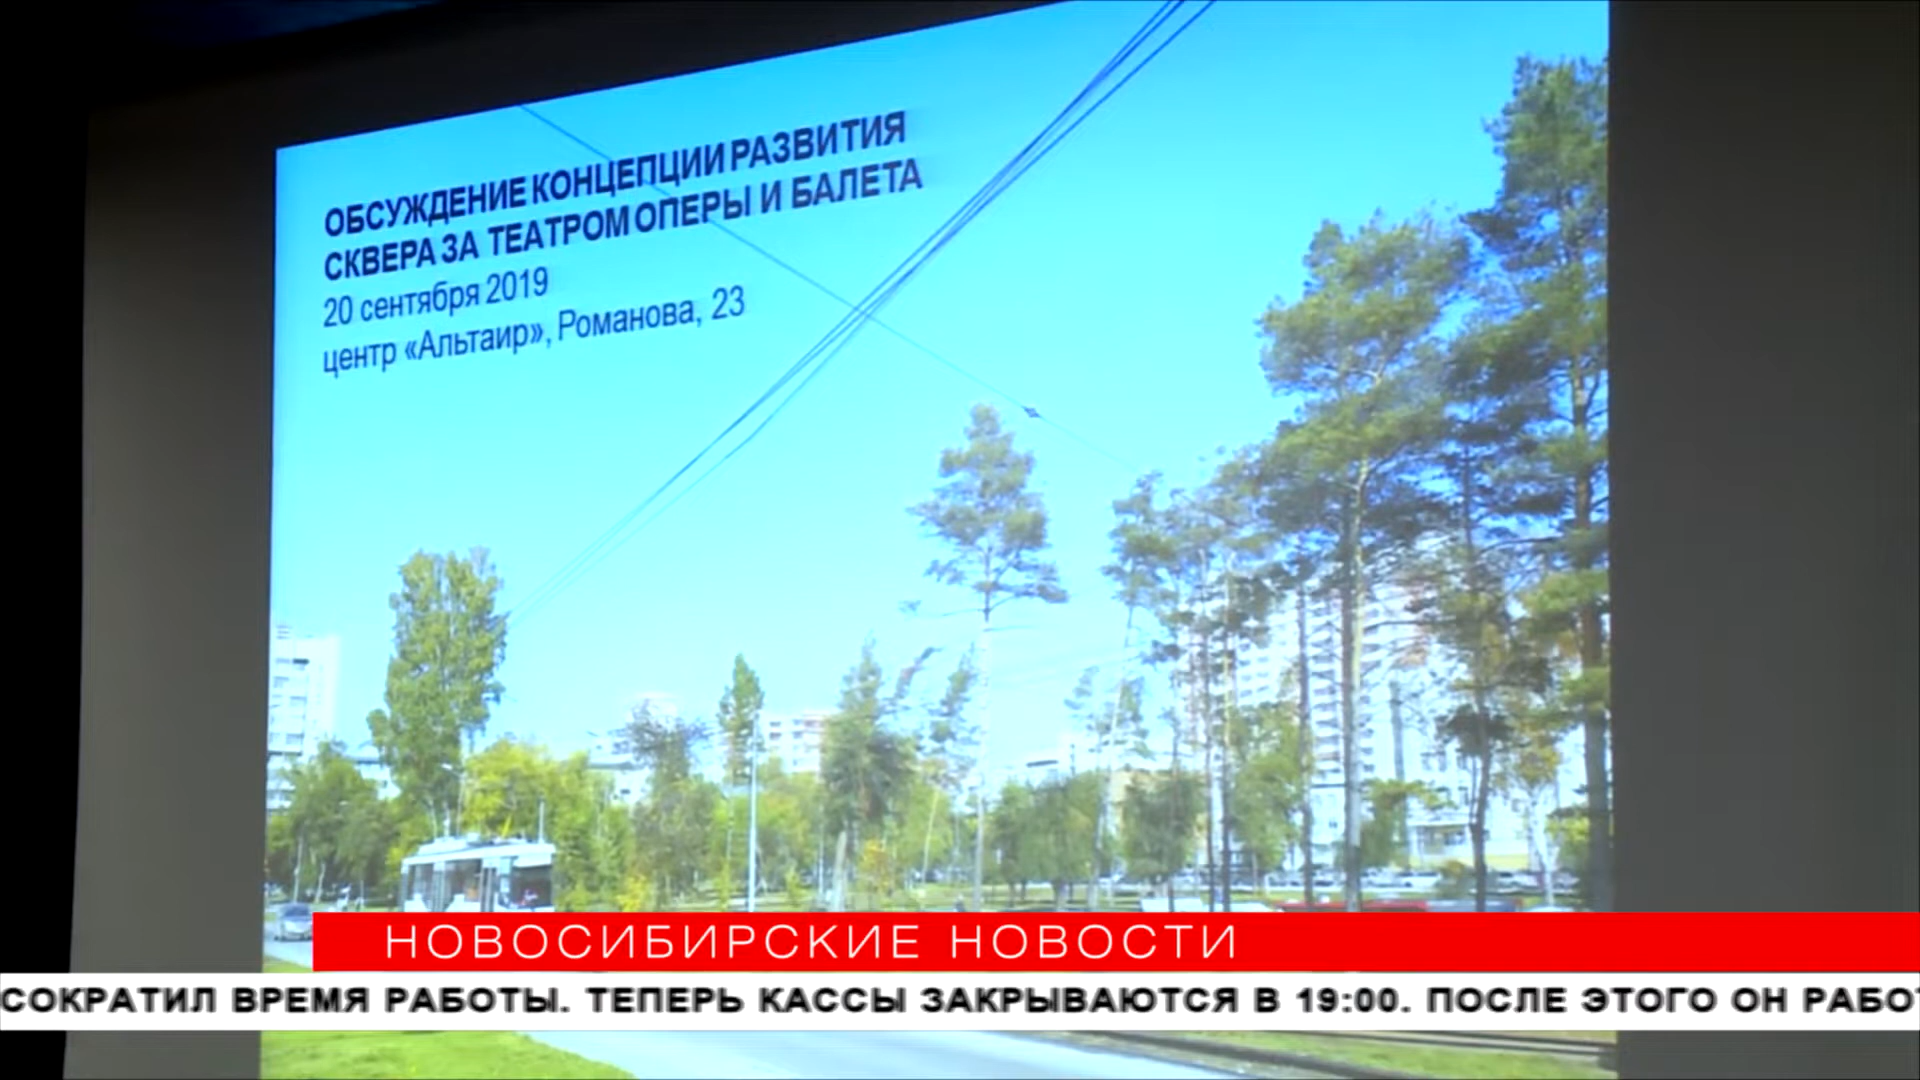 ОБСУЖДЕНИЕ КОНЦЕПЦИИ РАЗВИТИЯ
СКВЕРА ЗА ТЕАТРОМ ОПЕРЫ И БАЛЕТА
20 сентября 2019
центр «Альтаир», Романова, 23
НОВОСИБИРСКИЕ НОВОСТИ
СОКРАТИЛ ВРЕМЯ РАБОТЫ. ТЕПЕРЬ КАССЫ ЗАКРЫВАЮТСЯ В 19:00. ПОСЛЕ ЭТОГО ОН